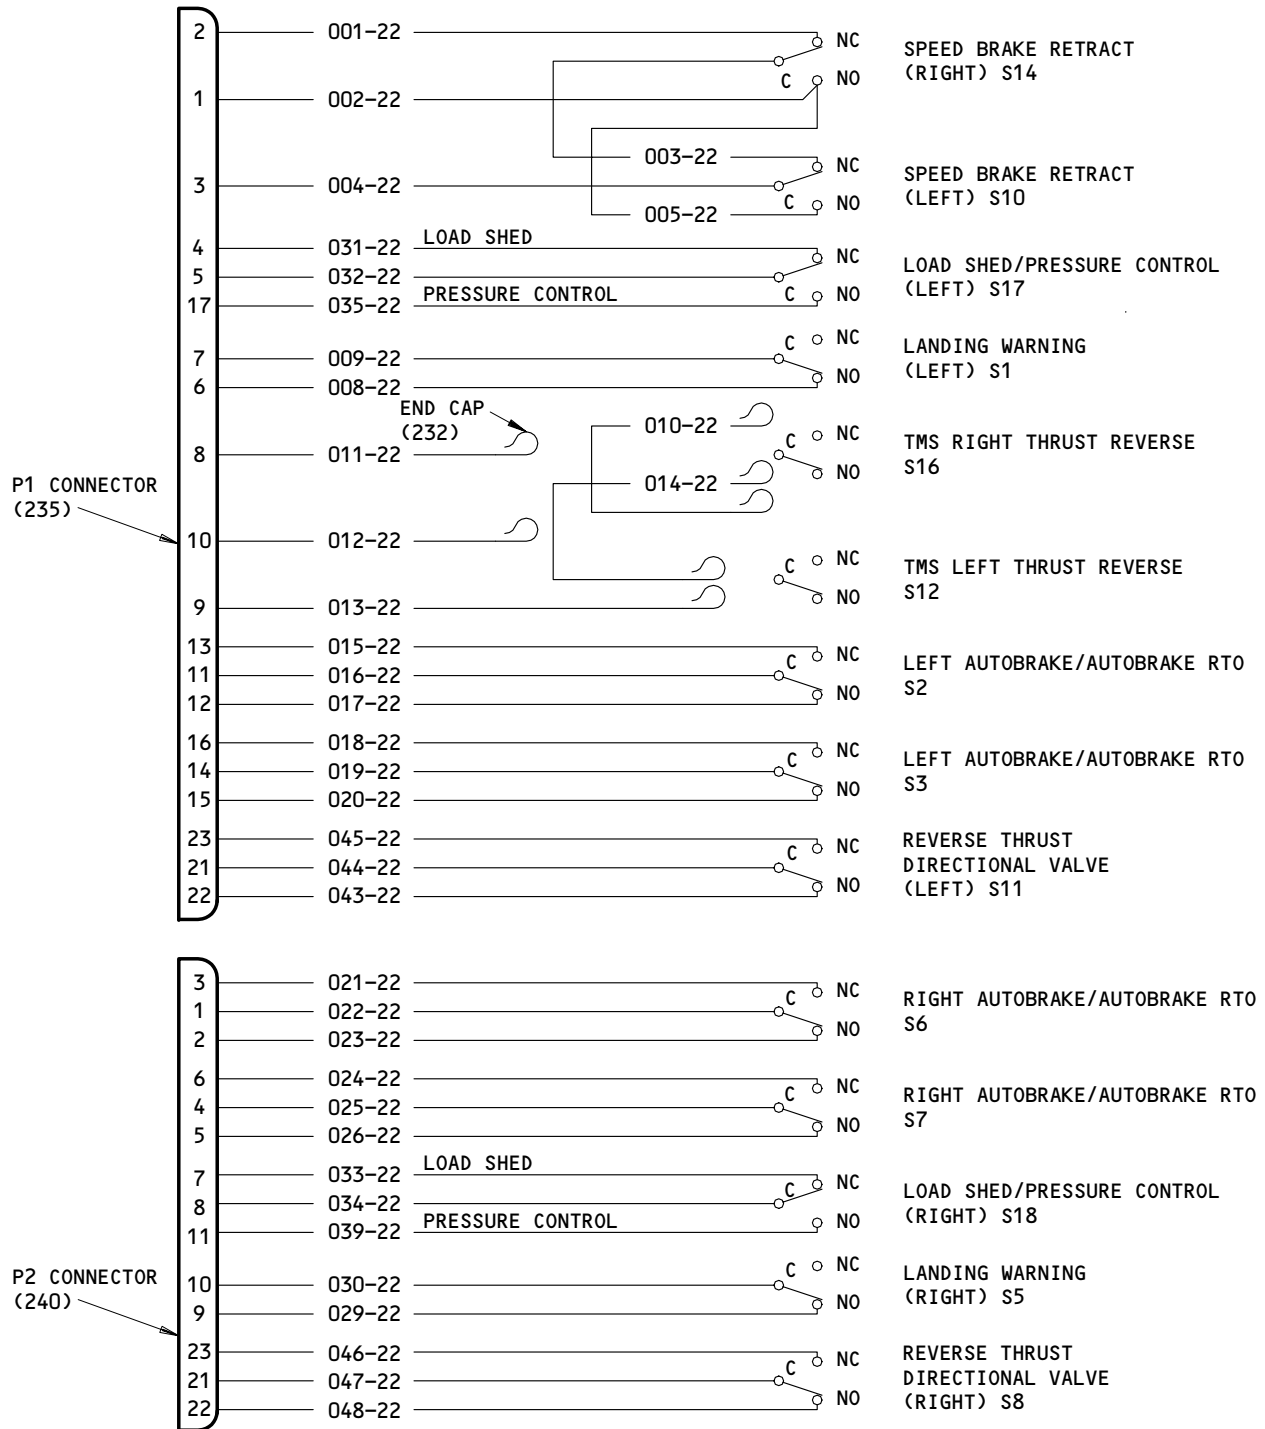 2 001-22 NC
SPEED BRAKE RETRACT
(RIGHT) S14
C NO
1 002-22
003-22 NC
SPEED BRAKE RETRACT
(LEFT) S10
3 004-22
C NO
005-22
4 031-22 LOAD SHED NC
5 032-22
LOAD SHED/PRESSURE CONTROL
(LEFT) S17
17 035-22 PRESSURE CONTROL C NO
C NC
LANDING WARNING
(LEFT) S1
7 009-22
NO
6 008-22
END CAP
(232)
010-22
C NC
TMS RIGHT THRUST REVERSE
S16
8 011-22
NO
014-22
P1 CONNECTOR
(235)
10 012-22
C NC
TMS LEFT THRUST REVERSE
S12
NO
9 013-22
13 015-22 C NC
LEFT AUTOBRAKE/AUTOBRAKE RTO
S2
11 016-22
12 017-22 NO
16 018-22 C NC
LEFT AUTOBRAKE/AUTOBRAKE RTO
S3
14 019-22
15 020-22 NO
23 045-22 C NC
REVERSE THRUST
DIRECTIONAL VALVE
(LEFT) S11
21 044-22
22 043-22 NO
3 021-22 C NC
RIGHT AUTOBRAKE/AUTOBRAKE RTO
S6
1 022-22
2 023-22 NO
6 024-22 C NC
RIGHT AUTOBRAKE/AUTOBRAKE RTO
S7
4 025-22
5 026-22 NO
7 033-22 LOAD SHED C NC
LOAD SHED/PRESSURE CONTROL
(RIGHT) S18
8 034-22
11 039-22 PRESSURE CONTROL NO
C NC
LANDING WARNING
(RIGHT) S5
P2 CONNECTOR
(240)
10 030-22
9 029-22 NO
23 046-22 C NC
REVERSE THRUST
DIRECTIONAL VALVE
(RIGHT) S8
21 047-22
22 048-22 NO